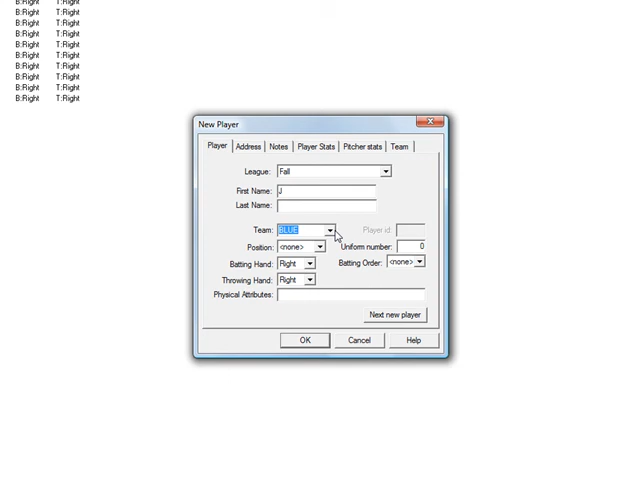 B:Right T:Right
B:Right T:Right
B:Right T:Right
B:Right T:Right
B:Right T:Right
B:Right T:Right
B:Right T:Right
B:Right T:Right
B:Right T:Right
B:Right T:Right
New Player
Player Address Notes Player Stats Pitcher stats Team
League: Fall
First Name: J
Last Name:
Team: BLUE Player id:
Position: <none> Uniform number: 0
Batting Hand: Right Batting Order: <none>
Throwing Hand: Right
Physical Attributes:
Next new player
OK Cancel Help